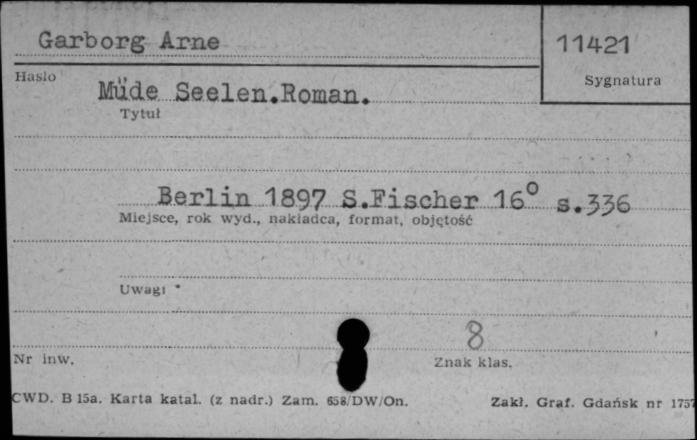 Garborg Arne
11421
Hasło
Sygnatura
Müde Seelen.Roman.
Tytuł
Berlin 1897 S.Fischer 16° s.336
Miejsce, rok wyd., nakładca, format, objętość
Uwagi
8
Nr inw.
Znak klas.
CWD. B 15a. Karta katal. (z nadr.) Zam. 658/DW/On.
Zakł. Graf. Gdańsk nr 1757